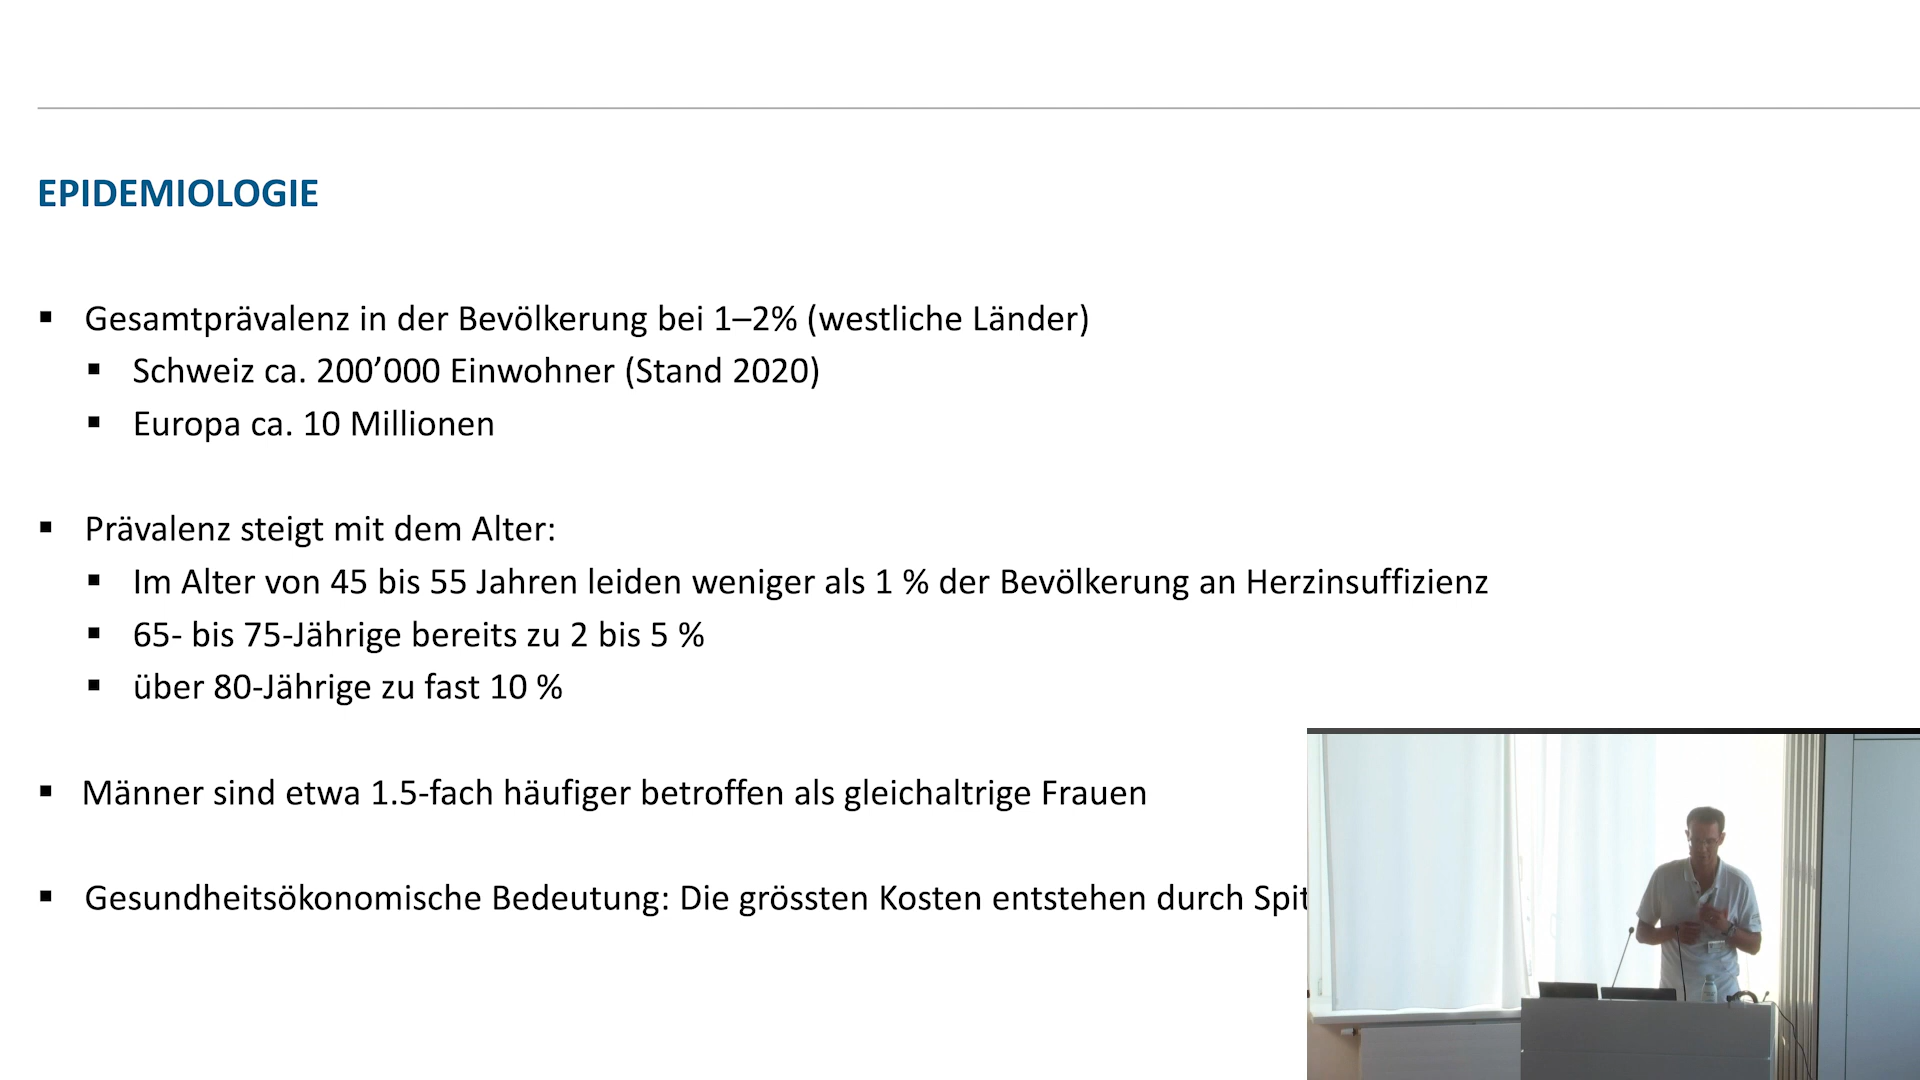 EPIDEMIOLOGIE
▪ Gesamtprävalenz in der Bevölkerung bei 1–2% (westliche Länder)
▪ Schweiz ca. 200’000 Einwohner (Stand 2020)
▪ Europa ca. 10 Millionen
▪ Prävalenz steigt mit dem Alter:
▪ Im Alter von 45 bis 55 Jahren leiden weniger als 1 % der Bevölkerung an Herzinsuffizienz
▪ 65- bis 75-Jährige bereits zu 2 bis 5 %
▪ über 80-Jährige zu fast 10 %
▪ Männer sind etwa 1.5-fach häufiger betroffen als gleichaltrige Frauen
▪ Gesundheitsökonomische Bedeutung: Die grössten Kosten entstehen durch